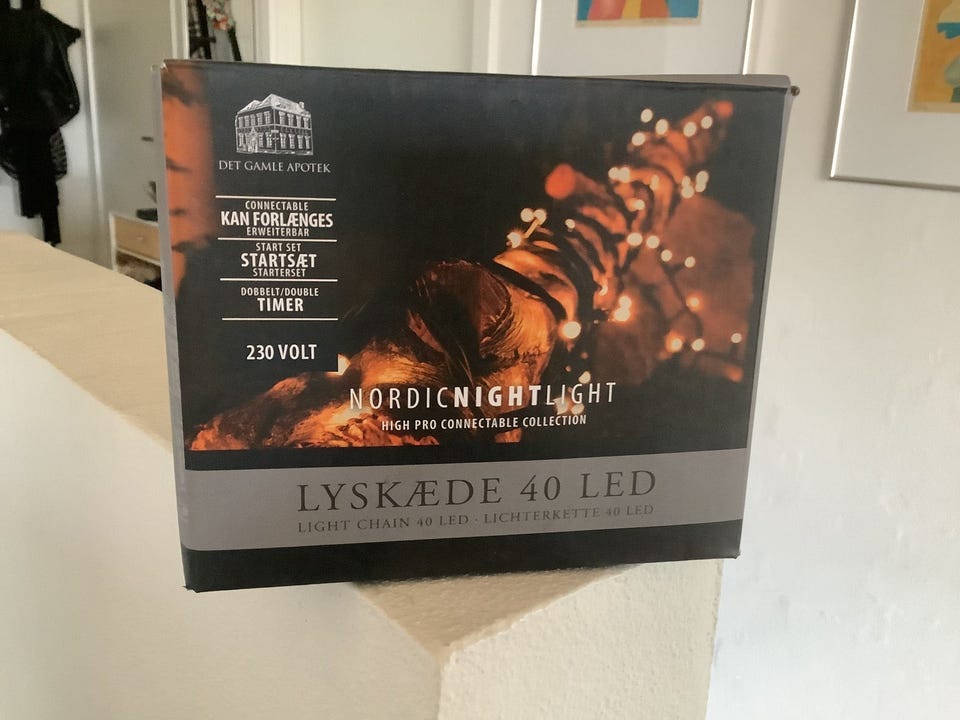 DET GAMLE APOTEK
CONNECTABLE
KAN FORLÆNGES
ERWEITERBAR
START SET
STARTSÆT
STARTERSET
DOBBELT/DOUBLE
TIMER
230 VOLT
NORDICNIGHTLIGHT
HIGH PRO CONNECTABLE COLLECTION
LYSKÆDE 40 LED
LIGHT CHAIN 40 LED · LICHTERKETTE 40 LED